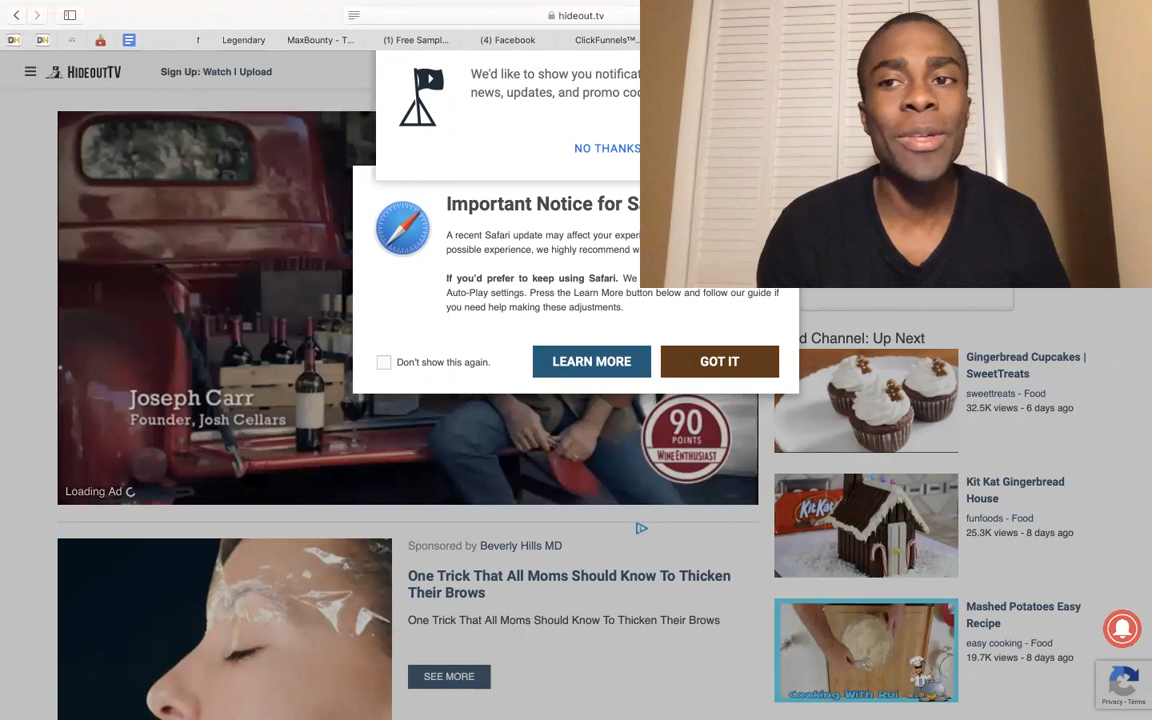 hideout.tv
Legendary
MaxBounty - T...
(1) Free Sampl...
(4) Facebook
ClickFunnels™...
HIDEOUTTV
Sign Up: Watch | Upload
We'd like to show you notificat
news, updates, and promo co
NO THANKS
Important Notice for S
A recent Safari update may affect your experi
possible experience, we highly recommend w
If you'd prefer to keep using Safari. We
Auto-Play settings. Press the Learn More button below and follow our guide if
you need help making these adjustments.
Don't show this again.
LEARN MORE
GOT IT
Joseph Carr
Founder, Josh Cellars
90
POINTS
WINE ENTHUSIAST
Loading Ad
d Channel: Up Next
Gingerbread Cupcakes |
SweetTreats
sweettreats - Food
32.5K views - 6 days ago
KitKat
Kit Kat Gingerbread
House
funfoods - Food
25.3K views - 8 days ago
Mashed Potatoes Easy
Recipe
easy cooking - Food
19.7K views - 8 days ago
Cooking With Rui
Sponsored by Beverly Hills MD
One Trick That All Moms Should Know To Thicken
Their Brows
One Trick That All Moms Should Know To Thicken Their Brows
SEE MORE
Privacy - Terms